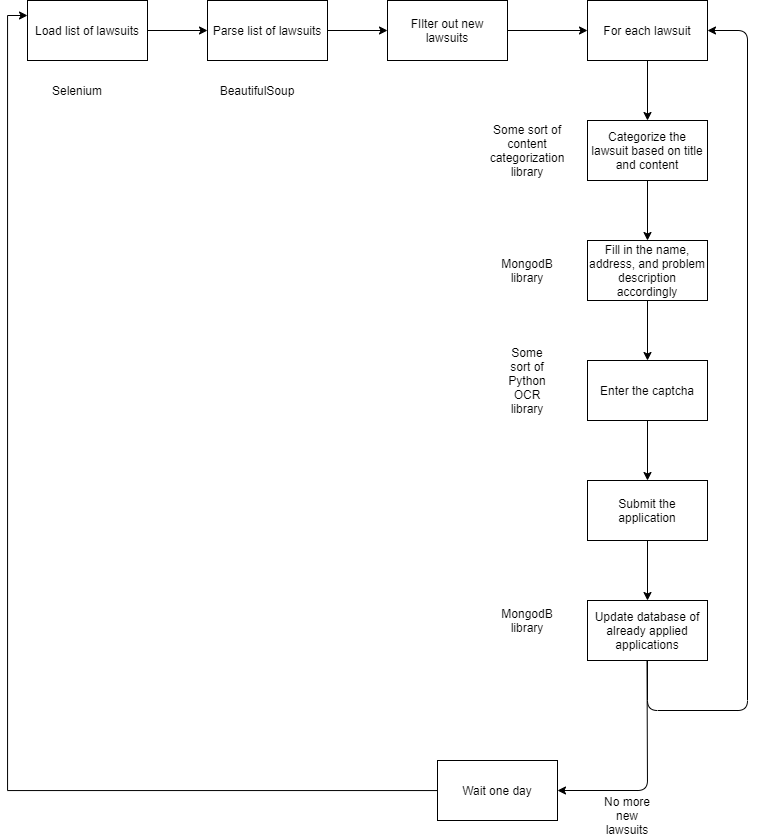 Load list of lawsuits
Parse list of lawsuits
FIlter out new
lawsuits
For each lawsuit
Selenium
BeautifulSoup
Some sort of
content
categorization
library
Categorize the
lawsuit based on title
and content
MongodB
library
Fill in the name,
address, and problem
description
accordingly
Some
sort of
Python
OCR
library
Enter the captcha
Submit the
application
MongodB
library
Update database of
already applied
applications
Wait one day
No more
new
lawsuits